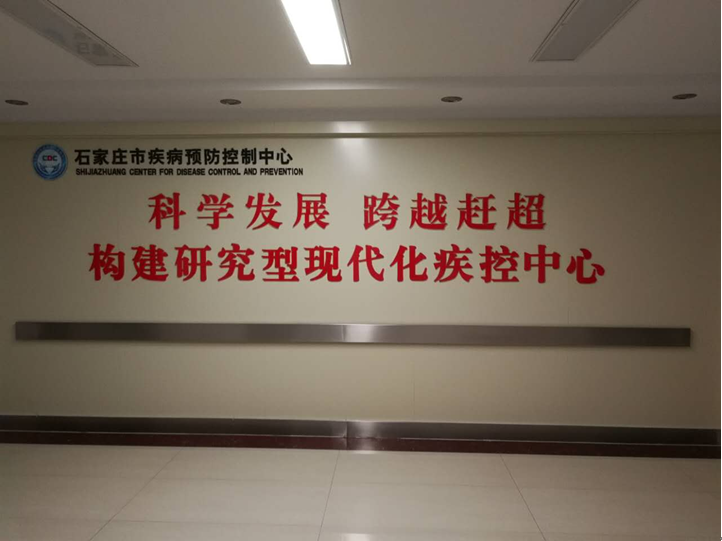 CDC
石家庄市疾病预防控制中心
SHIJIAZHUANG CENTER FOR DISEASE CONTROL AND PREVENTION
科学发展 跨越赶超
构建研究型现代化疾控中心